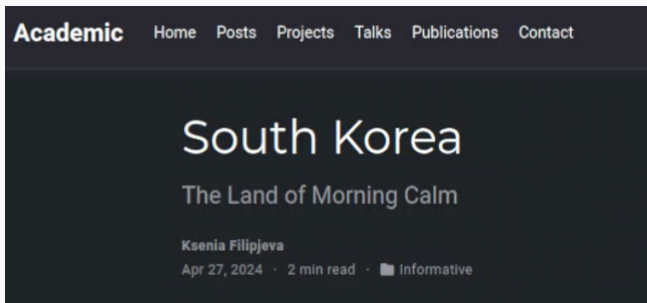 Academic Home Posts Projects Talks Publications Contact
South Korea
The Land of Morning Calm
Ksenia Filipjeva
Apr 27, 2024 · 2 min read · Informative